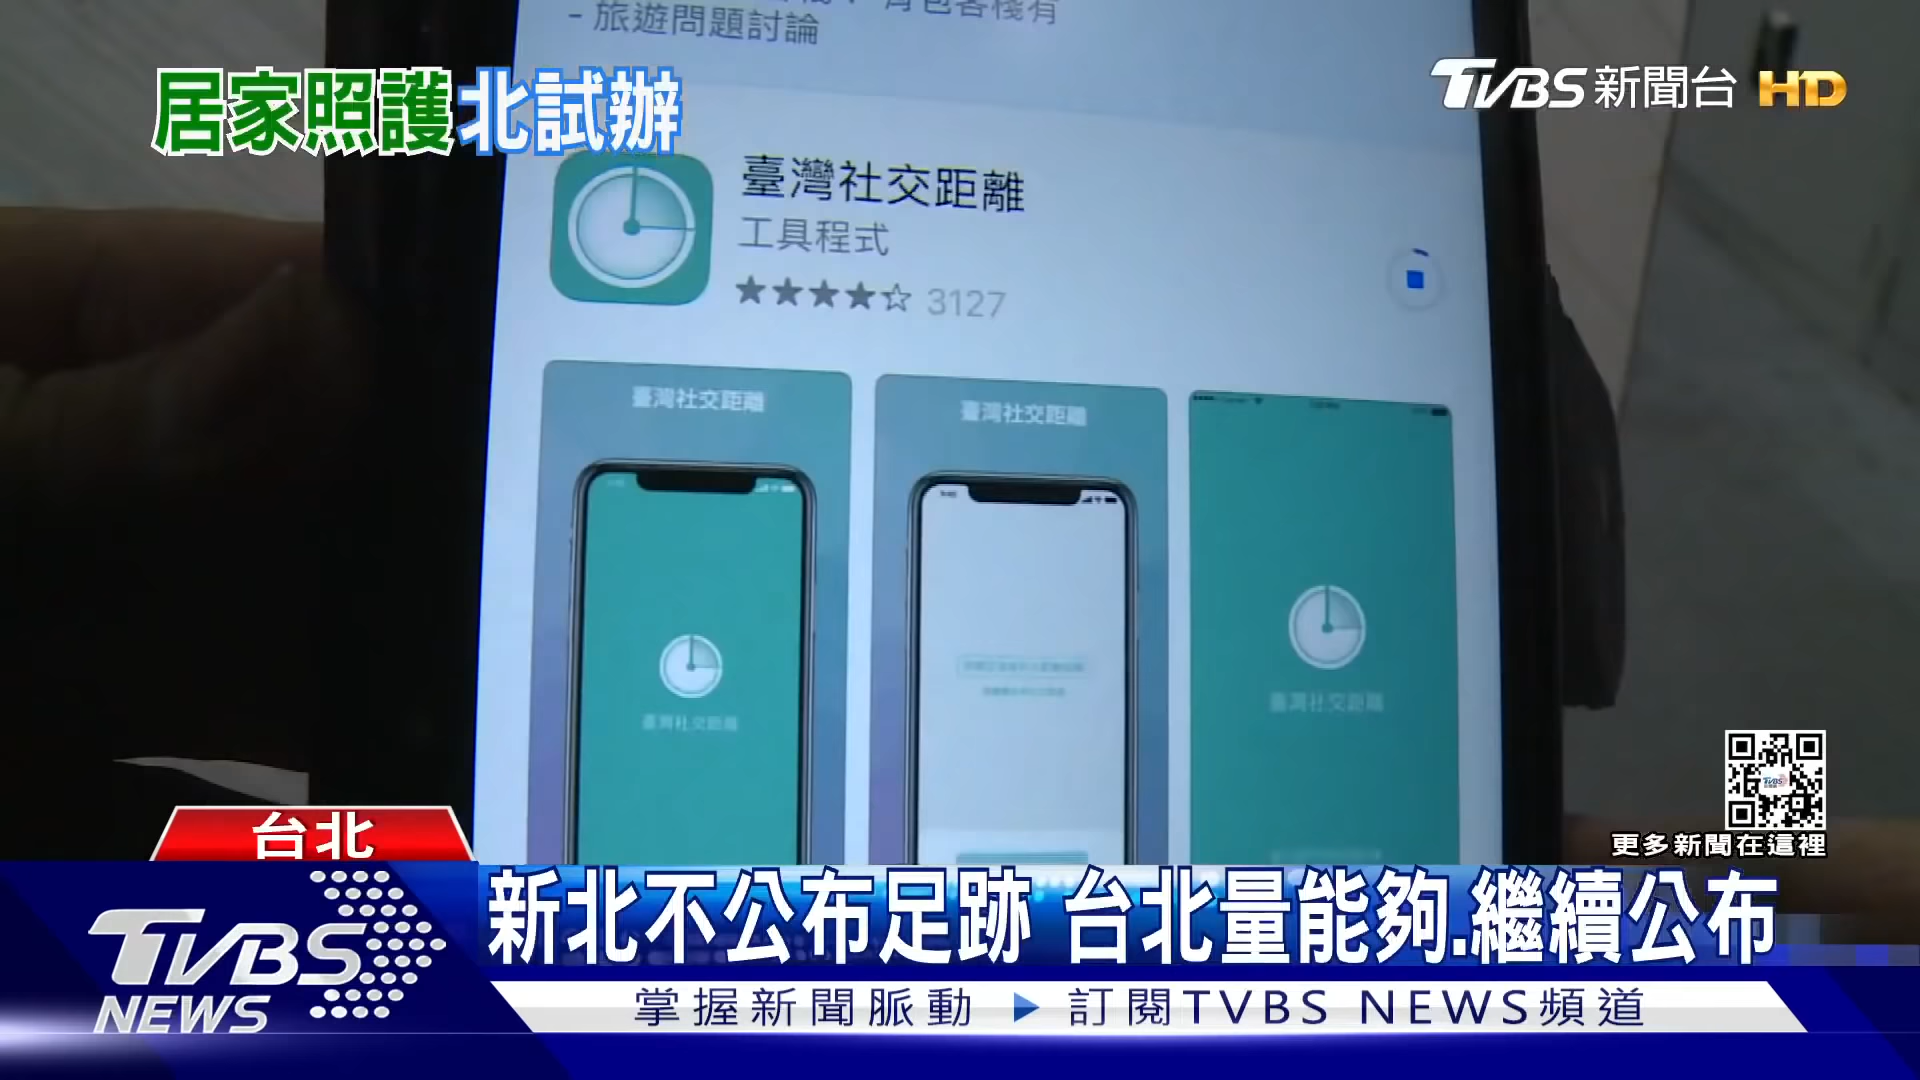 - 旅遊問題討論
居家照護北試辦
TVBS新聞台 HD
臺灣社交距離
工具程式
★★★★☆ 3127
臺灣社交距離
臺灣社交距離
臺灣社交距離
臺灣社交距離
TVBS
更多新聞在這裡
台北
新北不公布足跡 台北量能夠.繼續公布
TVBS
NEWS
掌握新聞脈動 ▶ 訂閱TVBS NEWS頻道